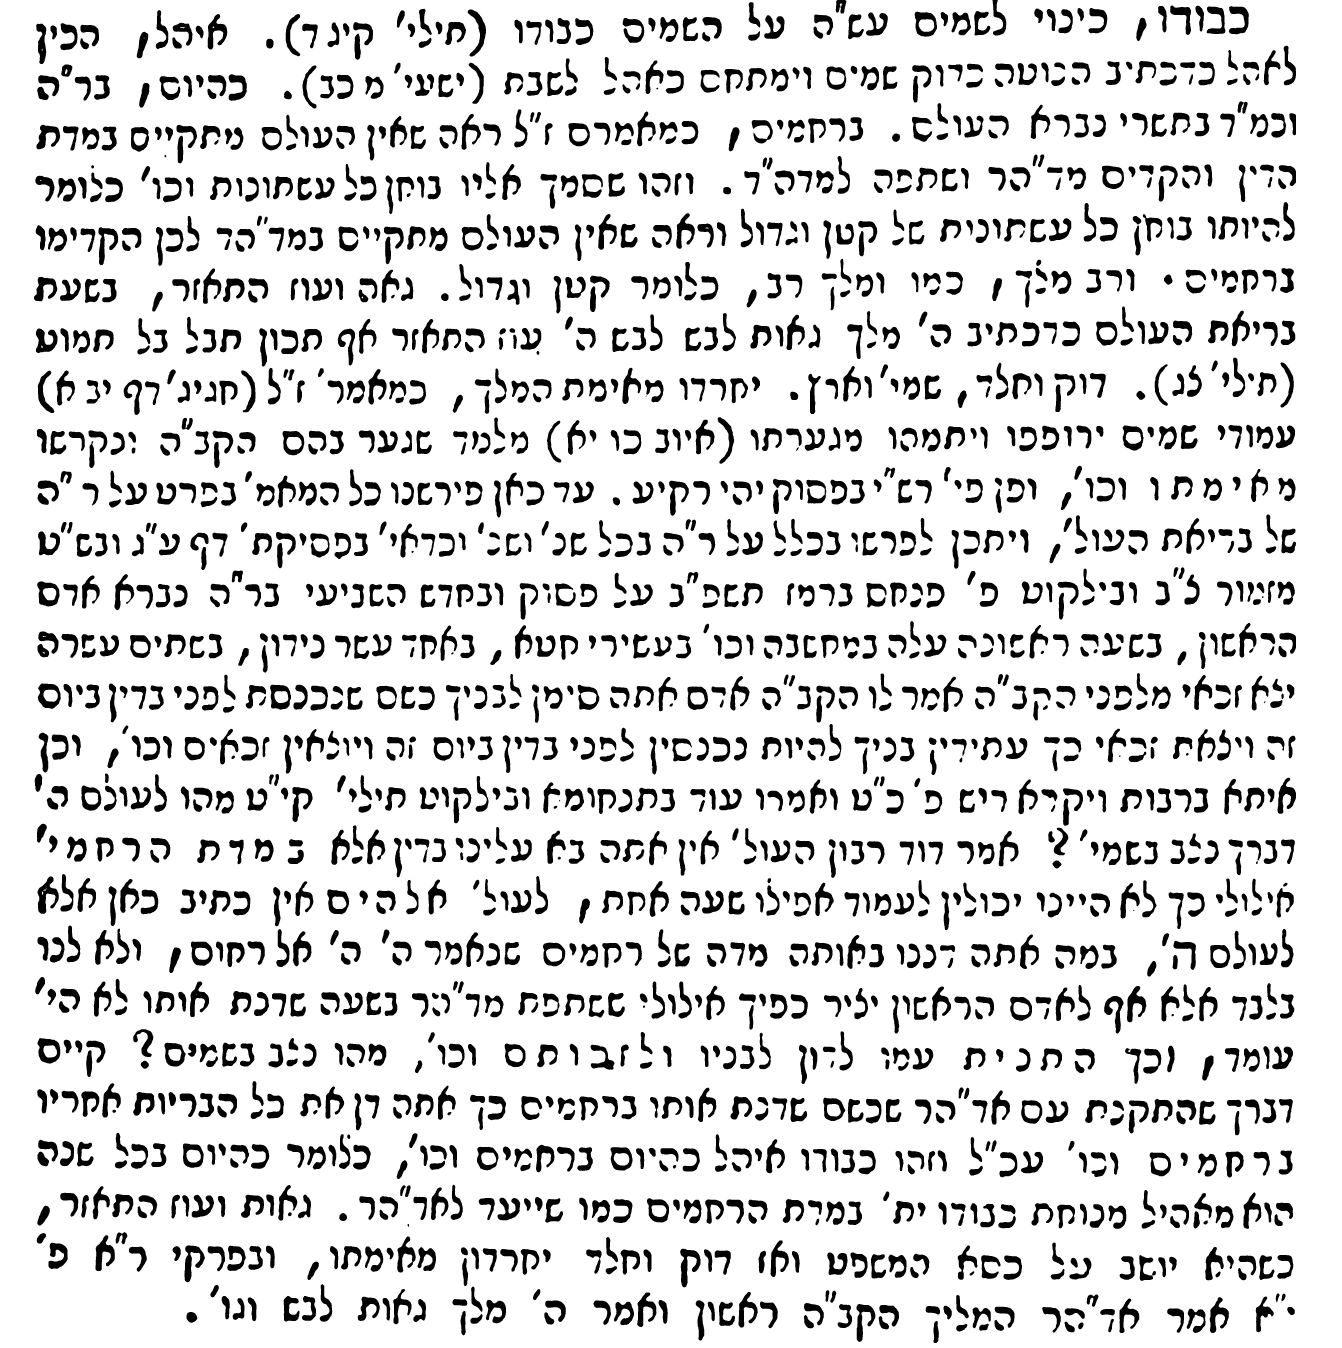 כבודו, כינוי לשמים עש"ה על השמים כבודו (תילי' קיג ד). איהל, הכין
לאהל כדכתיב הנוטה כדוק שמים וימתחם כאהל לשבת (ישעי' מ כב). כהיום, בר"ה
וכמ"ד בתשרי נברא העולם. ברחמים, כמאמרם ז"ל ראה שאין העולם מתקיים במדת
הדין והקדים מד"הר ושתפה למדה"ד. וזהו שסמך אליו בוחן כל עשתונות וכו' כלומר
להיותו בוחן כל עשתונית של קטן וגדול וראה שאין העולם מתקיים במד"הד לכן הקדימו
ברחמים. ורב מלך, כמו ומלך רב, כלומר קטן וגדול. גאה ועוז התאזר, בשעת
בריאת העולם כדכתיב ה' מלך גאות לבש לבש ה' עוז התאזר אף תכון תבל בל תמוט
(תילי' צג). דוק וחלד, שמי' וארץ. יחרדו מאימת המלך, כמאמר' ז"ל (חגיג' דף יב א)
עמודי שמים ירופפו ויתמהו מגערתו (איוב כו יא) מלמד שגער בהם הקב"ה ונקרשו
מאימתו וכו', וכן פי' רש"י בפסוק יהי רקיע. עד כאן פירשנו כל המאמ' בפרט על ר"ה
של בריאת העול', ויתכן לפרשו בכלל על ר"ה בכל שנ' ושנ' וכדאי' בפסיקת' דף ע"ג ובש"ט
מזמור צ"ב ובילקוט פ' פנחס ברמז תשפ"ב על פסוק ובחדש השביעי בר"ה נברא אדם
הראשון, בשעה ראשונה עלה במחשבה וכו' בעשירי חטא, באחד עשר נידון, בשתים עשרה
יצא זכאי מלפני הקב"ה אמר לו הקב"ה אדם אתה סימן לבניך כשם שנכנסת לפני בדין ביום
זה ויצאת זכאי כך עתידין בניך להיות נכנסין לפני בדין ביום זה ויוצאין זכאים וכו', וכן
איתא ברבות ויקרא ריש פ' כ"ט ואמרו עוד בתנחומא ובילקוט תילי' קי"ט מהו לעולם ה'
דברך נצב בשמי'? אמר דוד רבון העול' אין אתה בא עלינו בדין אלא במדת הרחמי'
אילולי כך לא היינו יכולין לעמוד אפילו שעה אחת, לעול' אלהים אין כתיב כאן אלא
לעולם ה', במה אתה דננו באותה מדה של רחמים שנאמר ה' ה' אל רחום, ולא לנו
בלבד אלא אף לאדם הראשון יציר כפיך אילולי ששתפת מד"הר בשעה שדנת אותו לא הי'
עומד, וכך התנית עמו לדון לבניו ולזבותם וכו', מהו נצב בשמים? קיים
דברך שהתקנת עם אד"הר שכשם שדנת אותו ברחמים כך אתה דן את כל הבריות אחריו
ברחמים וכו' עכ"ל וזהו כבודו איהל כהיום ברחמים וכו', כלומר כהיום בכל שנה
הוא מאהיל מנוחת כבודו ית' במדת הרחמים כמו שייער לאד"הר. גאות ועוז התאזר,
כשהיא יושב על כסא המשפט ואז דוק וחלד יחרדון מאימתו, ובפרקי ר"א פ'
י"א אמר אד"הר המליך הקב"ה ראשון ואמר ה' מלך גאות לבש וגו'.